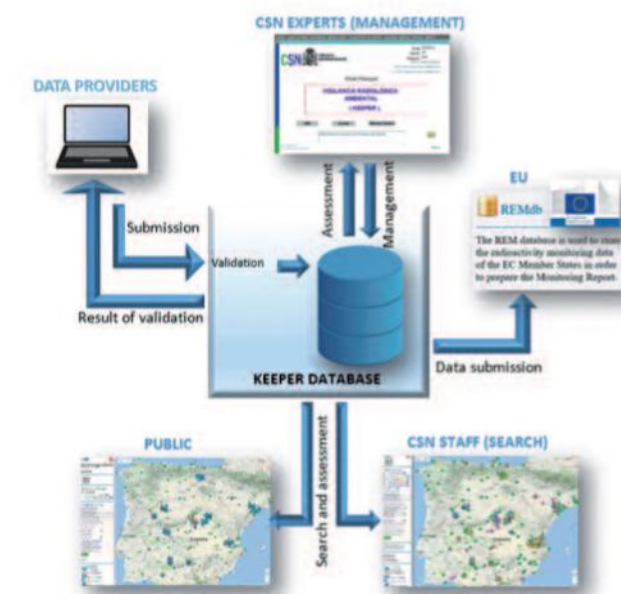 CSN EXPERTS (MANAGEMENT)
CSN
VIGILANCIA RADIOLÓGICA
AMBIENTAL
( KEEPER )
DATA PROVIDERS
EU
REMdb
The REM database is used to store
the radioactivity monitoring data
of the EC Member States in order
to prepare the Monitoring Report.
Assessment
Management
Submission
Validation
Result of validation
Data submission
KEEPER DATABASE
Search and assessment
PUBLIC
CSN STAFF (SEARCH)